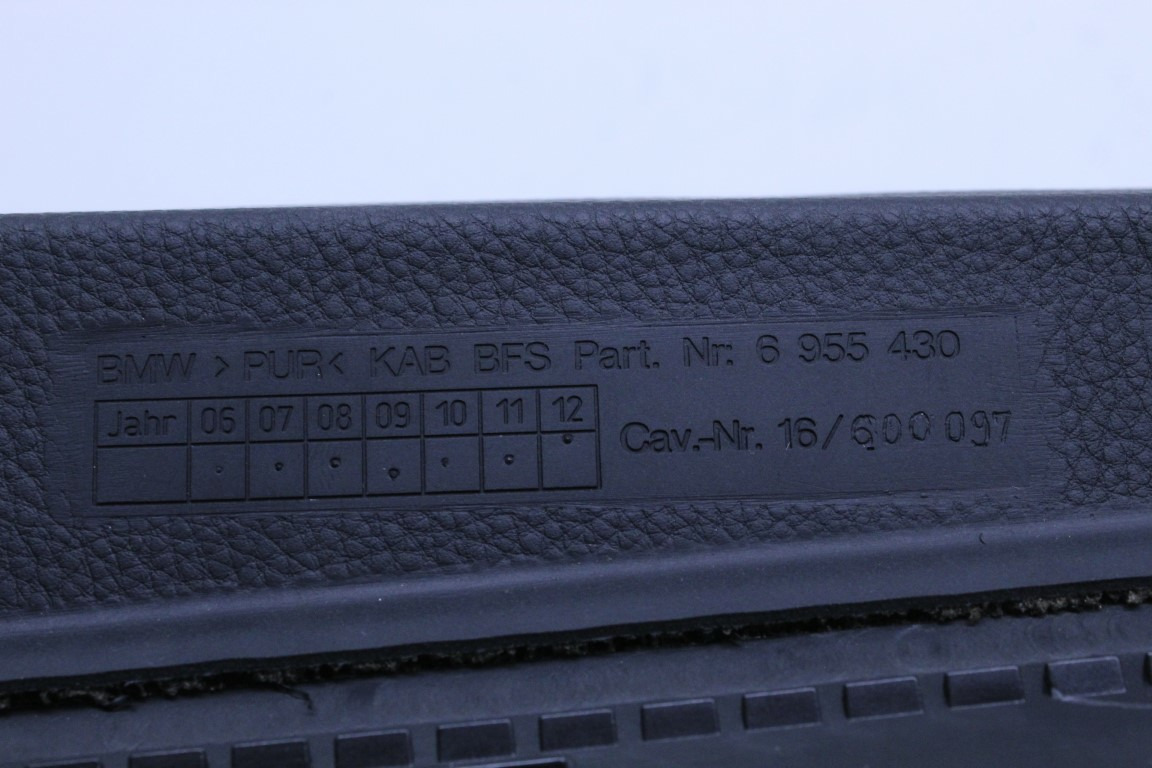 BMW >PUR< KAB BFS Part. Nr: 6 955 430
Jahr 06 07 08 09 10 11 12
Cav.-Nr. 16/600 097